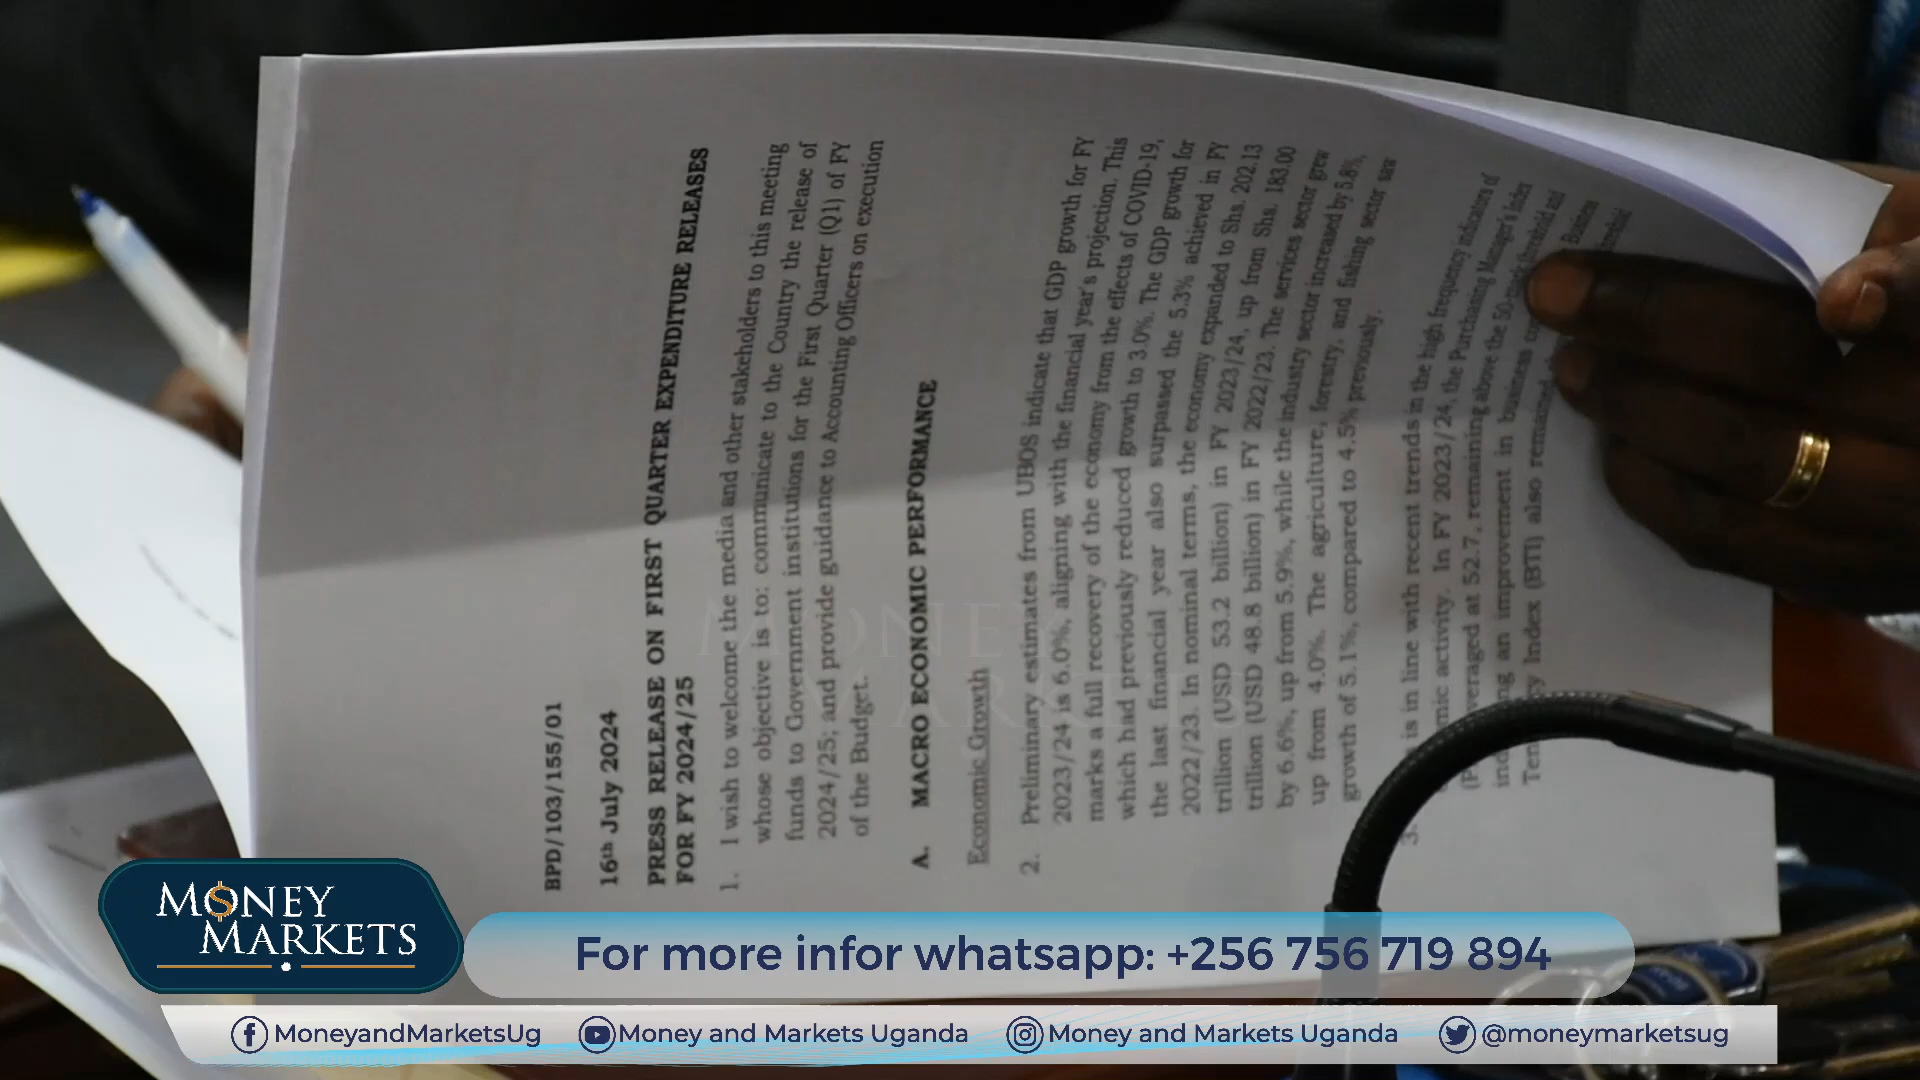 BPD/103/155/01
16th July 2024
PRESS RELEASE ON FIRST QUARTER EXPENDITURE RELEASES
FOR FY 2024/25
1. I wish to welcome the media and other stakeholders to this meeting
whose objective is to: communicate to the Country the release of
funds to Government institutions for the First Quarter (Q1) of FY
2024/25; and provide guidance to Accounting Officers on execution
of the Budget.
A. MACRO ECONOMIC PERFORMANCE
Economic Growth
2. Preliminary estimates from UBOS indicate that GDP growth for FY
2023/24 is 6.0%, aligning with the financial year's projection. This
marks a full recovery of the economy from the effects of COVID-19,
which had previously reduced growth to 3.0%. The GDP growth for
the last financial year also surpassed the 5.3% achieved in FY
2022/23. In nominal terms, the economy expanded to Shs. 202.13
trillion (USD 53.2 billion) in FY 2023/24, up from Shs. 183.00
trillion (USD 48.8 billion) in FY 2022/23. The services sector grew
by 6.6%, up from 5.9%, while the industry sector increased by 5.8%,
up from 4.0%. The agriculture, forestry, and fishing sector saw
growth of 5.1%, compared to 4.5% previously.
3. is in line with recent trends in the high frequency indicators of
activity. In FY 2023/24, the Purchasing Manager's Index
averaged at 52.7, remaining above the 50-mark threshold and
an improvement in business Business
Index (BTI) also remained
MONEY
MARKETS
MONEY
MARKETS
For more infor whatsapp: +256 756 719 894
MoneyandMarketsUg Money and Markets Uganda Money and Markets Uganda @moneymarketsug